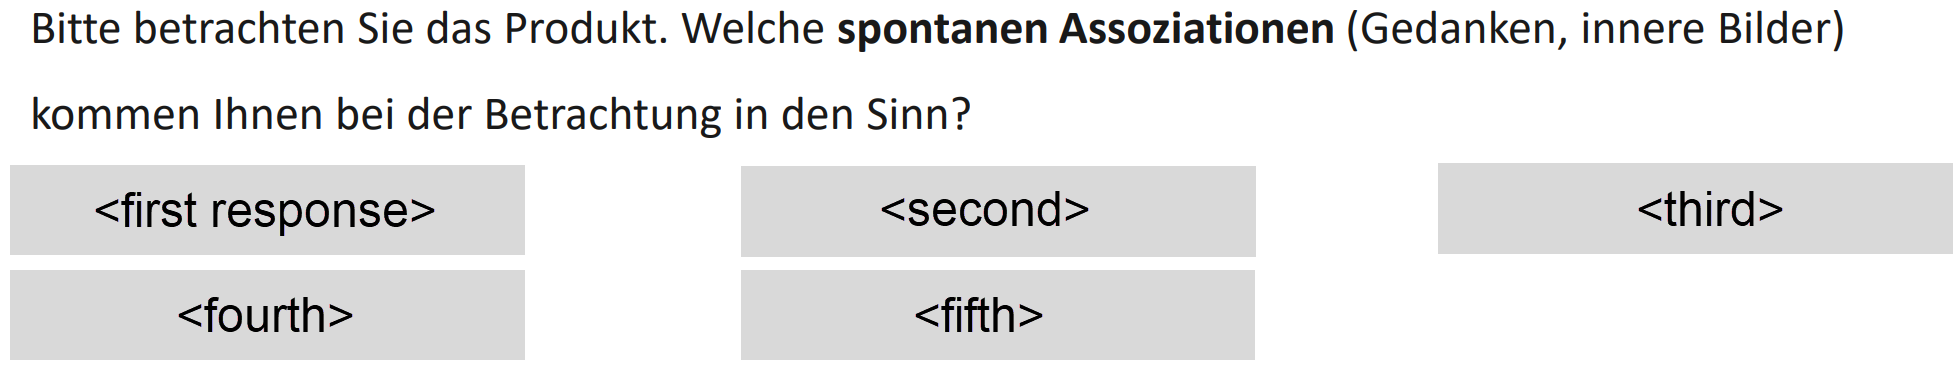 Bitte betrachten Sie das Produkt. Welche spontanen Assoziationen (Gedanken, innere Bilder)
kommen Ihnen bei der Betrachtung in den Sinn?
<first response> <second> <third>
<fourth> <fifth>